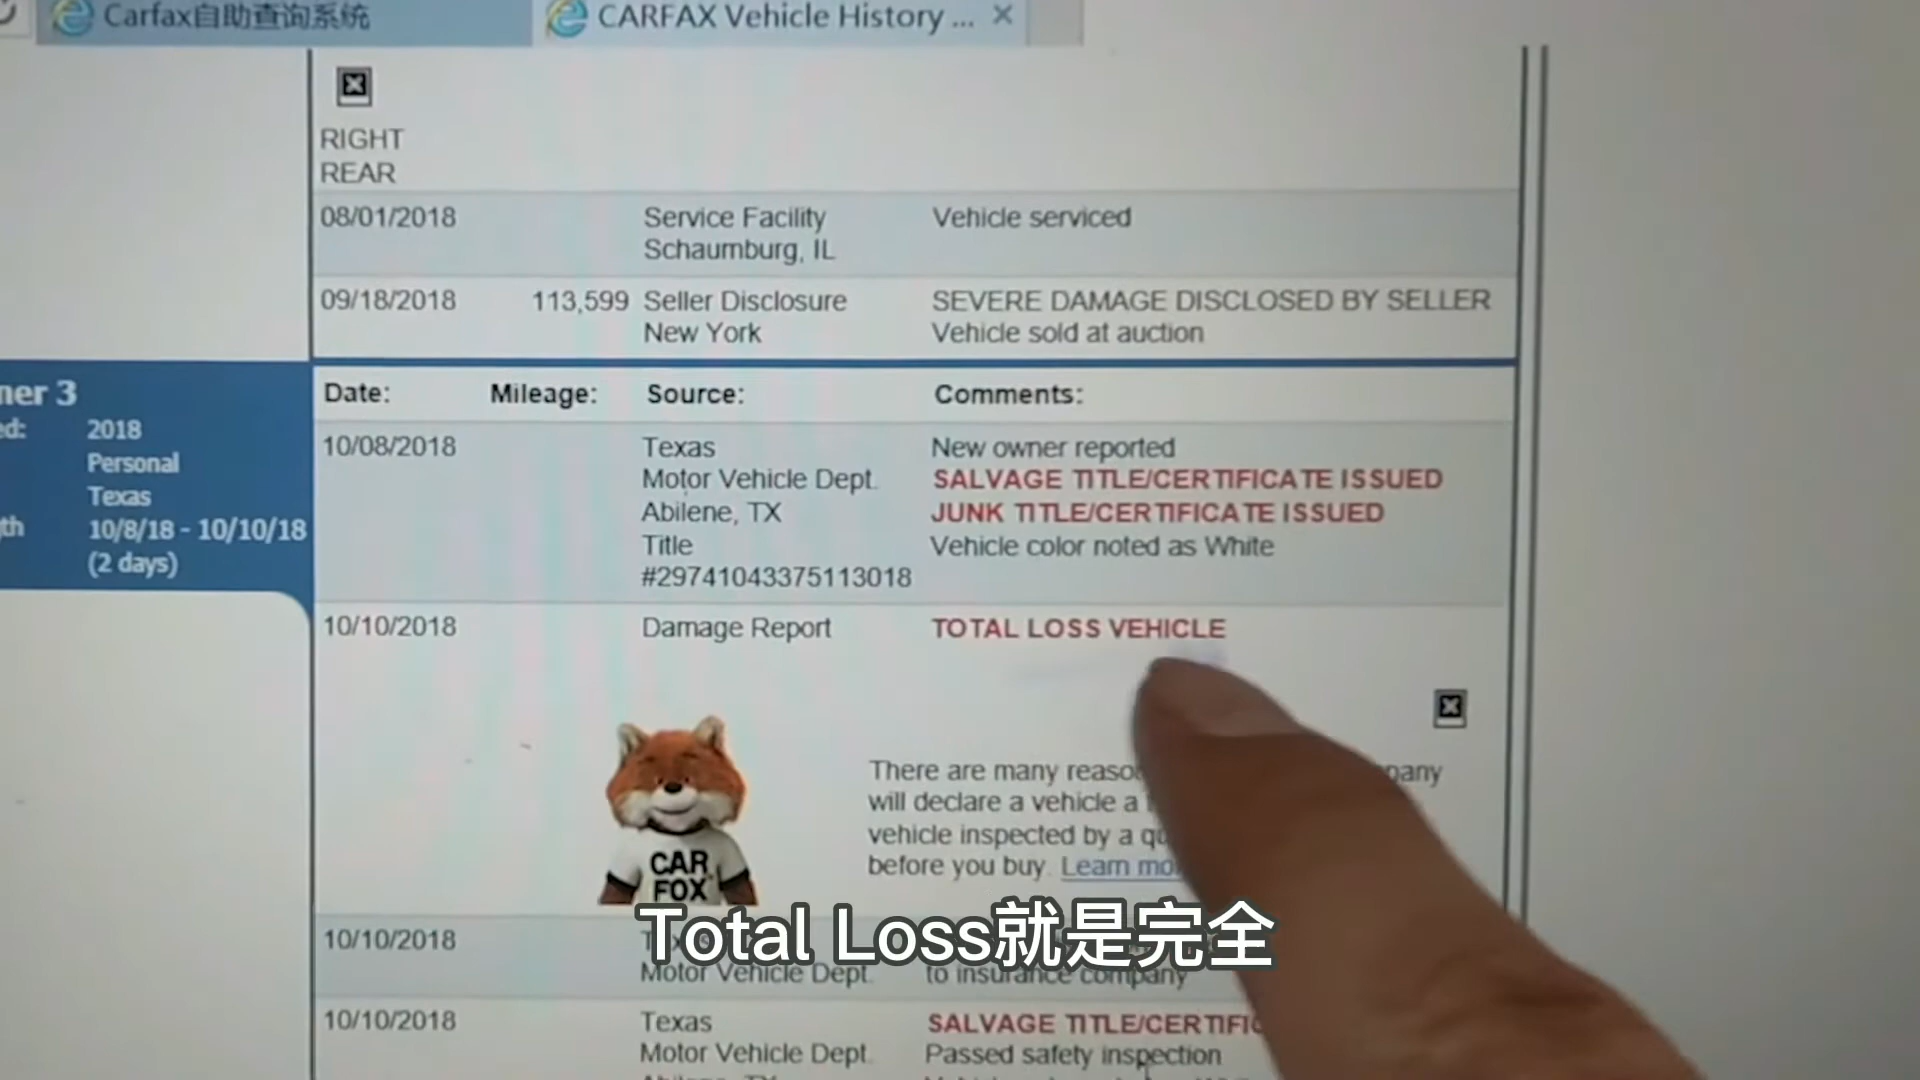 Carfax自助查询系统
CARFAX Vehicle History ...
RIGHT
REAR
08/01/2018 Service Facility Vehicle serviced
Schaumburg, IL
09/18/2018 113,599 Seller Disclosure SEVERE DAMAGE DISCLOSED BY SELLER
New York Vehicle sold at auction
ner 3
ed: 2018
Personal
Texas
gth 10/8/18 - 10/10/18
(2 days)
Date: Mileage: Source: Comments:
10/08/2018 Texas New owner reported
Motor Vehicle Dept. SALVAGE TITLE/CERTIFICATE ISSUED
Abilene, TX JUNK TITLE/CERTIFICATE ISSUED
Title Vehicle color noted as White
#29741043375113018
10/10/2018 Damage Report TOTAL LOSS VEHICLE
There are many reaso pany
will declare a vehicle a
vehicle inspected by a qu
before you buy. Learn mo
CAR
FOX
Total Loss就是完全
10/10/2018
Motor Vehicle Dept. to insurance company
10/10/2018 Texas SALVAGE TITLE/CERTIFIC
Motor Vehicle Dept. Passed safety inspection